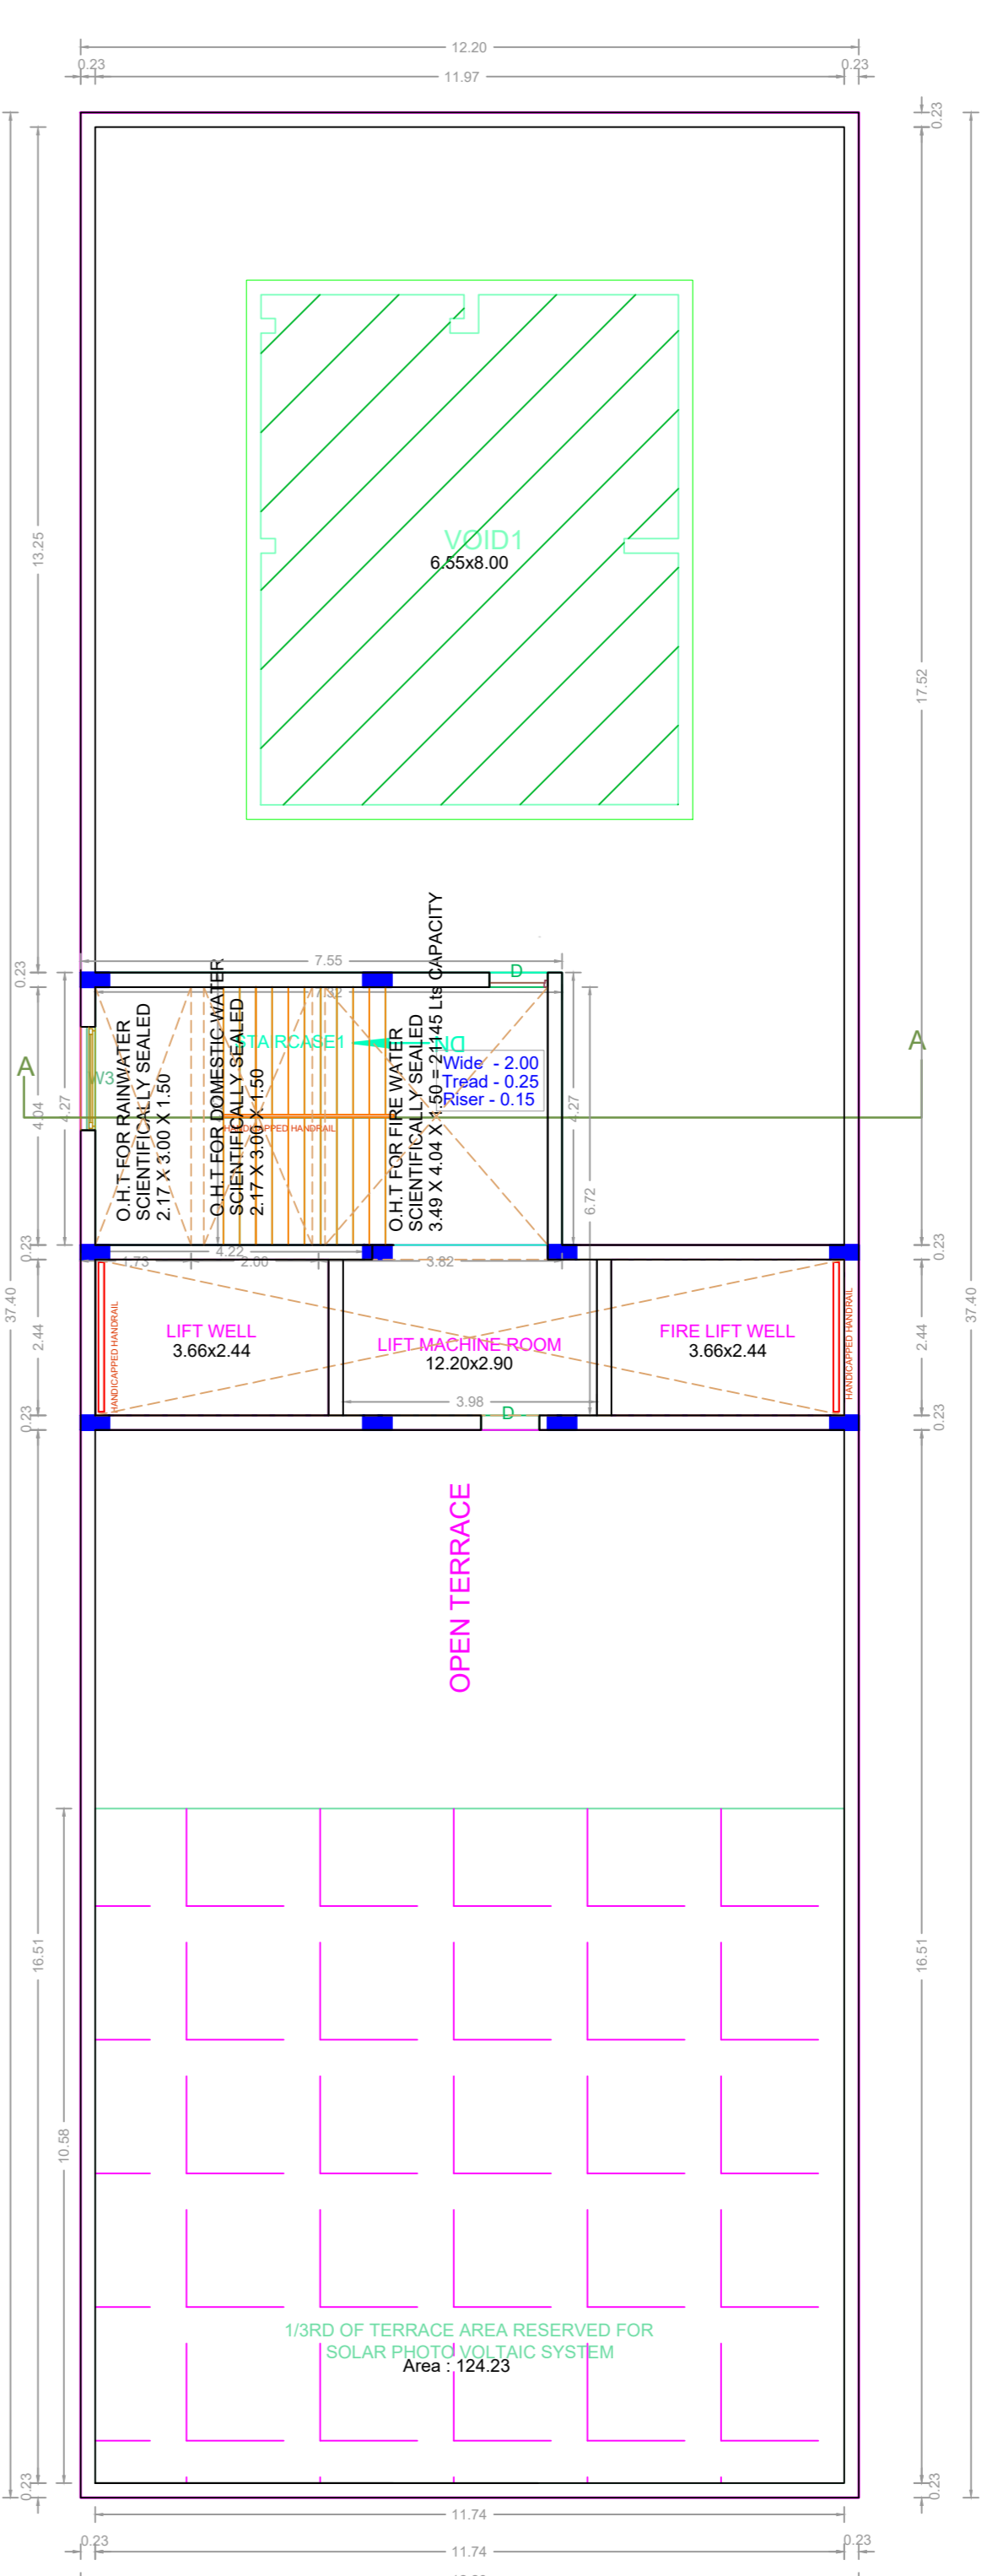 12.20
0.23
11.97
0.23
0.23
13.25
17.52
VOID1
6.55x8.00
0.23
7.55
7.32
D
A
A
W3
4.04
4.27
O.H.T FOR RAINWATER
SCIENTIFICALLY SEALED
2.17 X 3.00 X 1.50
O.H.T FOR DOMESTIC WATER
SCIENTIFICALLY SEALED
2.17 X 3.00 X 1.50
STAIRCASE1
DN
HANDICAPPED HANDRAIL
O.H.T FOR FIRE WATER
SCIENTIFICALLY SEALED
3.49 X 4.04 X 1.50 = 21145 Lts CAPACITY
Wide - 2.00
Tread - 0.25
Riser - 0.15
4.27
6.72
0.23
4.22
1.73
2.00
3.82
0.23
37.40
37.40
2.44
HANDICAPPED HANDRAIL
LIFT WELL
3.66x2.44
LIFT MACHINE ROOM
12.20x2.90
FIRE LIFT WELL
3.66x2.44
HANDICAPPED HANDRAIL
2.44
3.98
D
0.23
0.23
OPEN TERRACE
16.51
16.51
10.58
1/3RD OF TERRACE AREA RESERVED FOR
SOLAR PHOTO VOLTAIC SYSTEM
Area : 124.23
0.23
0.23
11.74
0.23
11.74
0.23